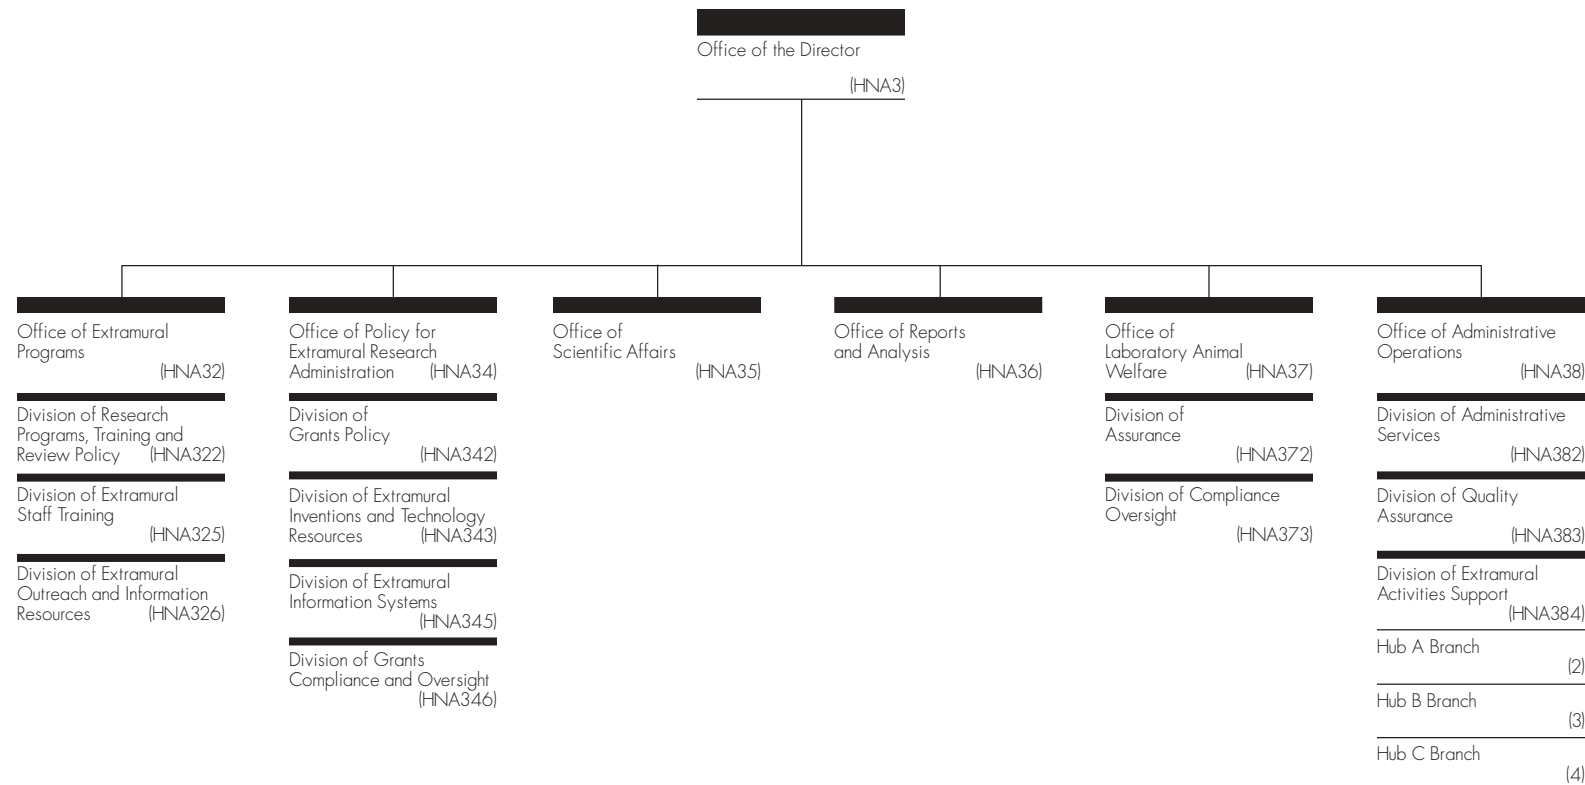 Office of the Director
(HNA3)
Office of Extramural
Programs
(HNA32)
Division of Research
Programs, Training and
Review Policy (HNA322)
Division of Extramural
Staff Training
(HNA325)
Division of Extramural
Outreach and Information
Resources (HNA326)
Office of Policy for
Extramural Research
Administration (HNA34)
Division of
Grants Policy
(HNA342)
Division of Extramural
Inventions and Technology
Resources (HNA343)
Division of Extramural
Information Systems
(HNA345)
Division of Grants
Compliance and Oversight
(HNA346)
Office of
Scientific Affairs
(HNA35)
Office of Reports
and Analysis
(HNA36)
Office of
Laboratory Animal
Welfare (HNA37)
Division of
Assurance
(HNA372)
Division of Compliance
Oversight
(HNA373)
Office of Administrative
Operations
(HNA38)
Division of Administrative
Services
(HNA382)
Division of Quality
Assurance
(HNA383)
Division of Extramural
Activities Support
(HNA384)
Hub A Branch
(2)
Hub B Branch
(3)
Hub C Branch
(4)